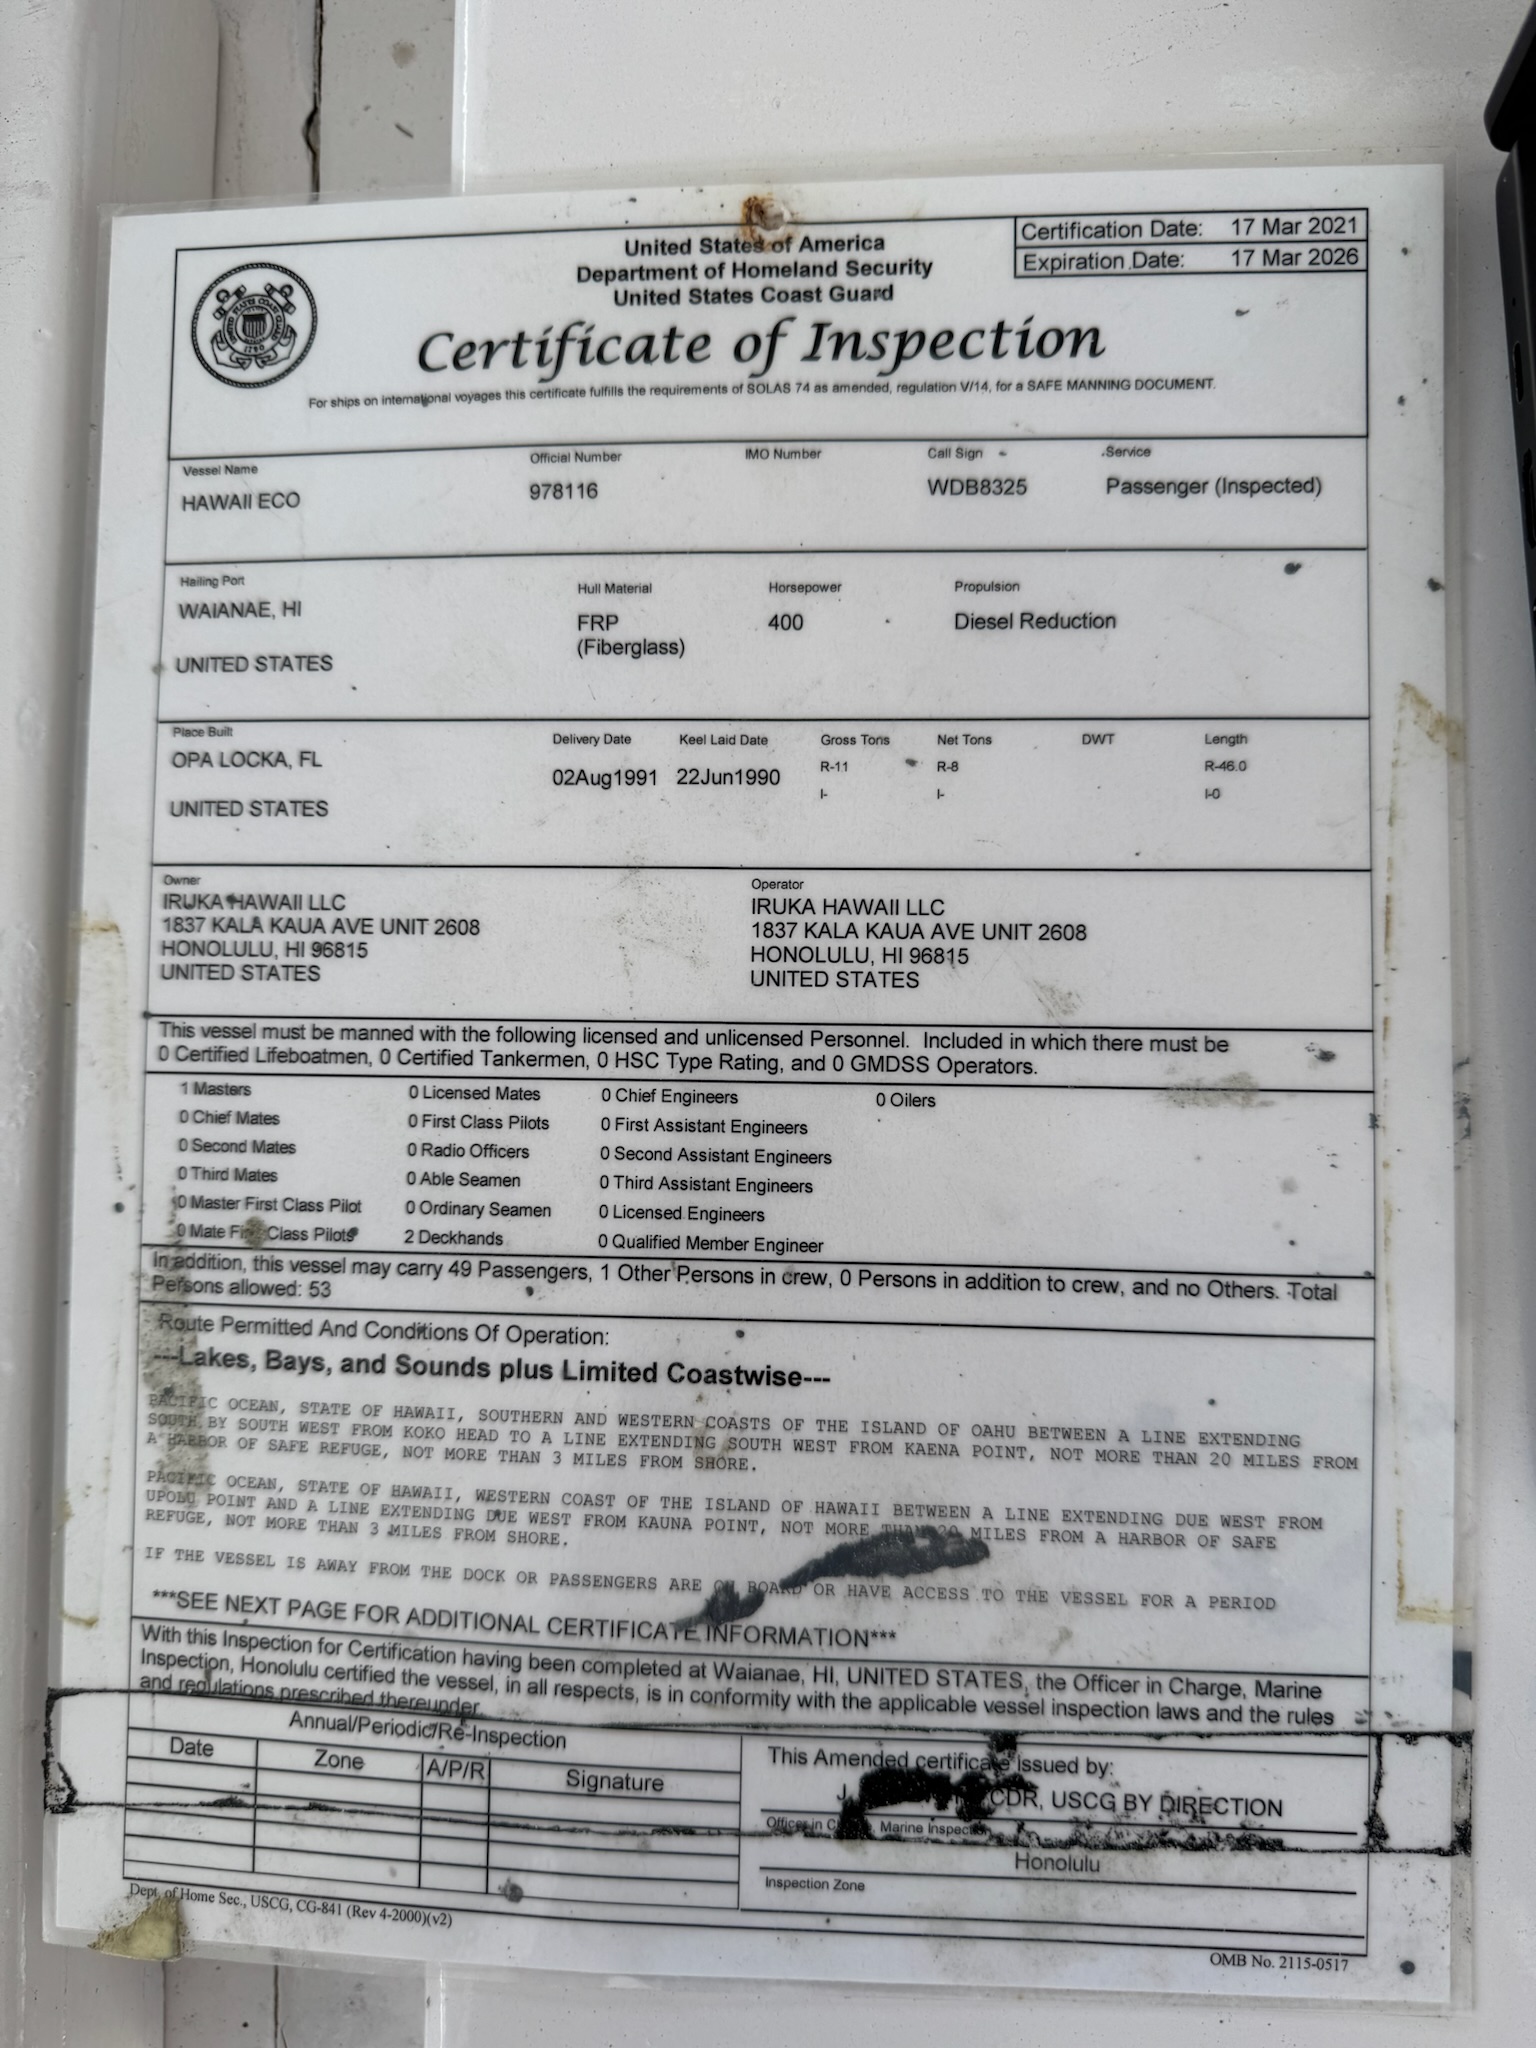 United States of America
Department of Homeland Security
United States Coast Guard
Certification Date: 17 Mar 2021
Expiration Date: 17 Mar 2026
Certificate of Inspection
For ships on international voyages this certificate fulfills the requirements of SOLAS 74 as amended, regulation V/14, for a SAFE MANNING DOCUMENT.
UNITED STATES COAST GUARD
1790
Vessel Name Official Number IMO Number Call Sign Service
HAWAII ECO 978116 WDB8325 Passenger (Inspected)
Hailing Port Hull Material Horsepower Propulsion
WAIANAE, HI FRP 400 Diesel Reduction
(Fiberglass)
UNITED STATES
Place Built Delivery Date Keel Laid Date Gross Tons Net Tons DWT Length
OPA LOCKA, FL 02Aug1991 22Jun1990 R-11 R-8 R-46.0
I- I- I-0
UNITED STATES
Owner
IRUKA HAWAII LLC
1837 KALA KAUA AVE UNIT 2608
HONOLULU, HI 96815
UNITED STATES
Operator
IRUKA HAWAII LLC
1837 KALA KAUA AVE UNIT 2608
HONOLULU, HI 96815
UNITED STATES
This vessel must be manned with the following licensed and unlicensed Personnel. Included in which there must be
0 Certified Lifeboatmen, 0 Certified Tankermen, 0 HSC Type Rating, and 0 GMDSS Operators.
1 Masters 0 Licensed Mates 0 Chief Engineers 0 Oilers
0 Chief Mates 0 First Class Pilots 0 First Assistant Engineers
0 Second Mates 0 Radio Officers 0 Second Assistant Engineers
0 Third Mates 0 Able Seamen 0 Third Assistant Engineers
0 Master First Class Pilot 0 Ordinary Seamen 0 Licensed Engineers
0 Mate First Class Pilots 2 Deckhands 0 Qualified Member Engineer
In addition, this vessel may carry 49 Passengers, 1 Other Persons in crew, 0 Persons in addition to crew, and no Others. Total
Persons allowed: 53
Route Permitted And Conditions Of Operation:
---Lakes, Bays, and Sounds plus Limited Coastwise---
PACIFIC OCEAN, STATE OF HAWAII, SOUTHERN AND WESTERN COASTS OF THE ISLAND OF OAHU BETWEEN A LINE EXTENDING
SOUTH BY SOUTH WEST FROM KOKO HEAD TO A LINE EXTENDING SOUTH WEST FROM KAENA POINT, NOT MORE THAN 20 MILES FROM
A HARBOR OF SAFE REFUGE, NOT MORE THAN 3 MILES FROM SHORE.
PACIFIC OCEAN, STATE OF HAWAII, WESTERN COAST OF THE ISLAND OF HAWAII BETWEEN A LINE EXTENDING DUE WEST FROM
UPOLU POINT AND A LINE EXTENDING DUE WEST FROM KAUNA POINT, NOT MORE THAN 20 MILES FROM A HARBOR OF SAFE
REFUGE, NOT MORE THAN 3 MILES FROM SHORE.
IF THE VESSEL IS AWAY FROM THE DOCK OR PASSENGERS ARE ON BOARD OR HAVE ACCESS TO THE VESSEL FOR A PERIOD
***SEE NEXT PAGE FOR ADDITIONAL CERTIFICATE INFORMATION***
With this Inspection for Certification having been completed at Waianae, HI, UNITED STATES, the Officer in Charge, Marine
Inspection, Honolulu certified the vessel, in all respects, is in conformity with the applicable vessel inspection laws and the rules
and regulations prescribed thereunder.
Annual/Periodic/Re-Inspection
Date Zone A/P/R Signature
This Amended certificate issued by:
J. CDR, USCG BY DIRECTION
Officer in Charge, Marine Inspection
Honolulu
Inspection Zone
Dept. of Home Sec., USCG, CG-841 (Rev 4-2000)(v2)
OMB No. 2115-0517